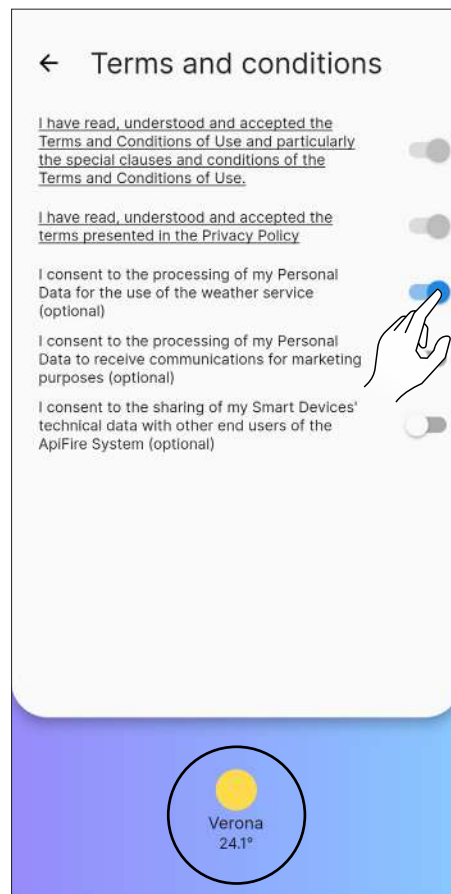 Terms and conditions
I have read, understood and accepted the
Terms and Conditions of Use and particularly
the special clauses and conditions of the
Terms and Conditions of Use.
I have read, understood and accepted the
terms presented in the Privacy Policy
I consent to the processing of my Personal
Data for the use of the weather service
(optional)
I consent to the processing of my Personal
Data to receive communications for marketing
purposes (optional)
I consent to the sharing of my Smart Devices'
technical data with other end users of the
ApiFire System (optional)
Verona
24.1°